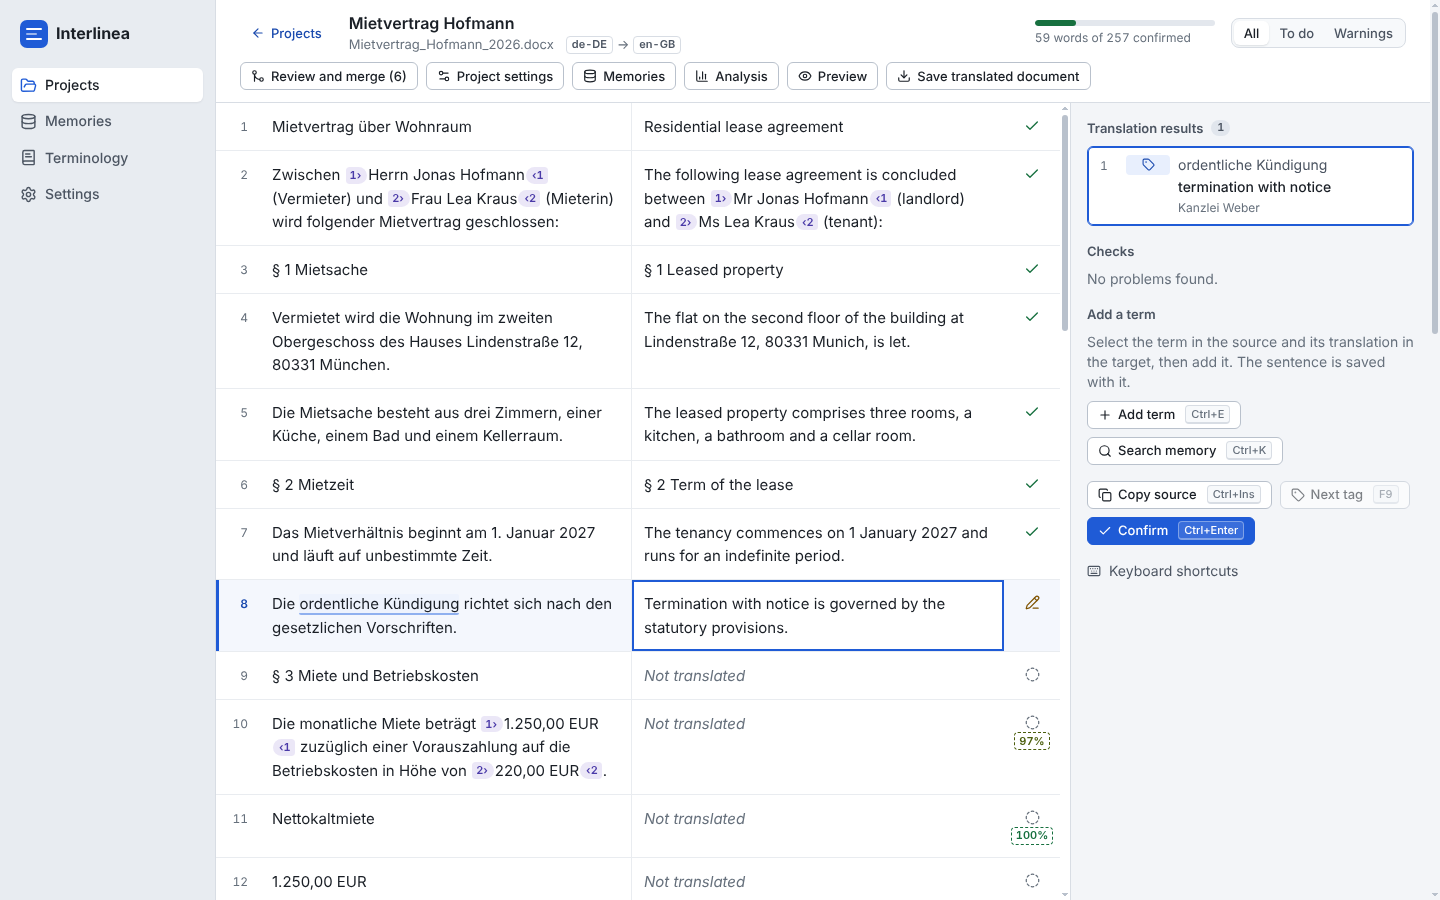 Interlinea
Projects
Memories
Terminology
Settings
Projects
Mietvertrag Hofmann
Mietvertrag_Hofmann_2026.docx de-DE → en-GB
59 words of 257 confirmed
All To do Warnings
Review and merge (6) Project settings Memories Analysis Preview Save translated document
1 Mietvertrag über Wohnraum
Residential lease agreement
2 Zwischen 1› Herrn Jonas Hofmann ‹1
(Vermieter) und 2› Frau Lea Kraus ‹2 (Mieterin)
wird folgender Mietvertrag geschlossen:
The following lease agreement is concluded
between 1› Mr Jonas Hofmann ‹1 (landlord)
and 2› Ms Lea Kraus ‹2 (tenant):
3 § 1 Mietsache
§ 1 Leased property
4 Vermietet wird die Wohnung im zweiten
Obergeschoss des Hauses Lindenstraße 12,
80331 München.
The flat on the second floor of the building at
Lindenstraße 12, 80331 Munich, is let.
5 Die Mietsache besteht aus drei Zimmern, einer
Küche, einem Bad und einem Kellerraum.
The leased property comprises three rooms, a
kitchen, a bathroom and a cellar room.
6 § 2 Mietzeit
§ 2 Term of the lease
7 Das Mietverhältnis beginnt am 1. Januar 2027
und läuft auf unbestimmte Zeit.
The tenancy commences on 1 January 2027 and
runs for an indefinite period.
8 Die ordentliche Kündigung richtet sich nach den
gesetzlichen Vorschriften.
Termination with notice is governed by the
statutory provisions.
9 § 3 Miete und Betriebskosten
Not translated
10 Die monatliche Miete beträgt 1› 1.250,00 EUR
‹1 zuzüglich einer Vorauszahlung auf die
Betriebskosten in Höhe von 2› 220,00 EUR ‹2 .
Not translated
97%
11 Nettokaltmiete
Not translated
100%
12 1.250,00 EUR
Not translated
Translation results 1
1 ordentliche Kündigung
termination with notice
Kanzlei Weber
Checks
No problems found.
Add a term
Select the term in the source and its translation in
the target, then add it. The sentence is saved
with it.
Add term Ctrl+E
Search memory Ctrl+K
Copy source Ctrl+Ins Next tag F9
Confirm Ctrl+Enter
Keyboard shortcuts